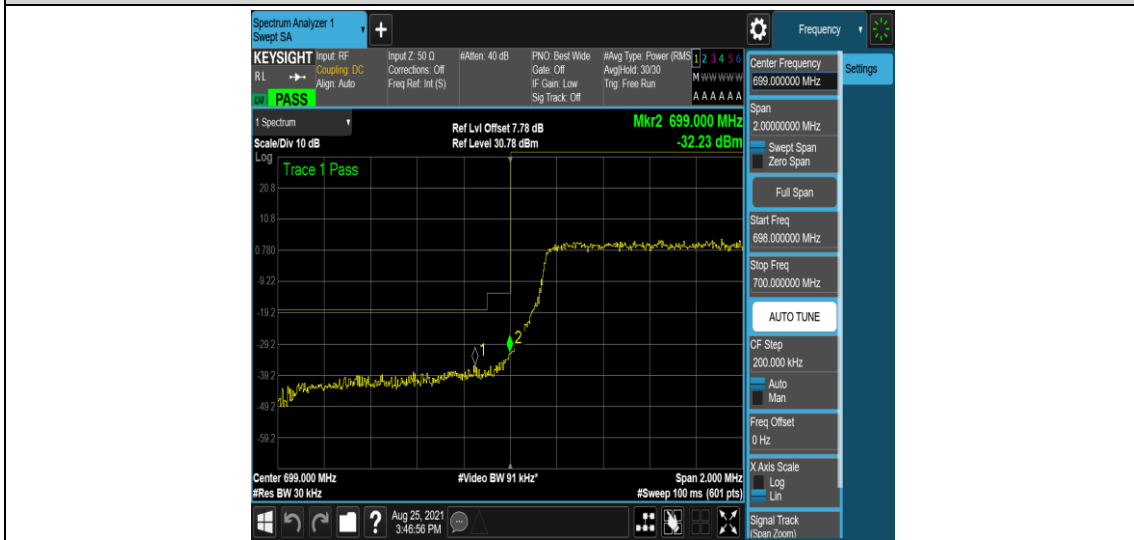 Spectrum Analyzer 1
Swept SA
+
Frequency
KEYSIGHT
RL
LXI PASS
Input: RF
Coupling: DC
Align: Auto
Input Z: 50 Ω
Corrections: Off
Freq Ref: Int (S)
#Atten: 40 dB
PNO: Best Wide
Gate: Off
IF Gain: Low
Sig Track: Off
#Avg Type: Power (RMS
Avg|Hold: 30/30
Trig: Free Run
1 2 3 4 5 6
M W W W W W
A A A A A A
1 Spectrum
Scale/Div 10 dB
Ref Lvl Offset 7.78 dB
Ref Level 30.78 dBm
Mkr2 699.000 MHz
-32.23 dBm
Log
Trace 1 Pass
20.8
10.8
0.780
-9.22
-19.2
-29.2
-39.2
-49.2
-59.2
1
2
Center 699.000 MHz
#Res BW 30 kHz
#Video BW 91 kHz*
Span 2.000 MHz
#Sweep 100 ms (601 pts)
Center Frequency
699.000000 MHz
Settings
Span
2.00000000 MHz
Swept Span
Zero Span
Full Span
Start Freq
698.000000 MHz
Stop Freq
700.000000 MHz
AUTO TUNE
CF Step
200.000 kHz
Auto
Man
Freq Offset
0 Hz
X Axis Scale
Log
Lin
Signal Track
(Span Zoom)
?
Aug 25, 2021
3:46:56 PM